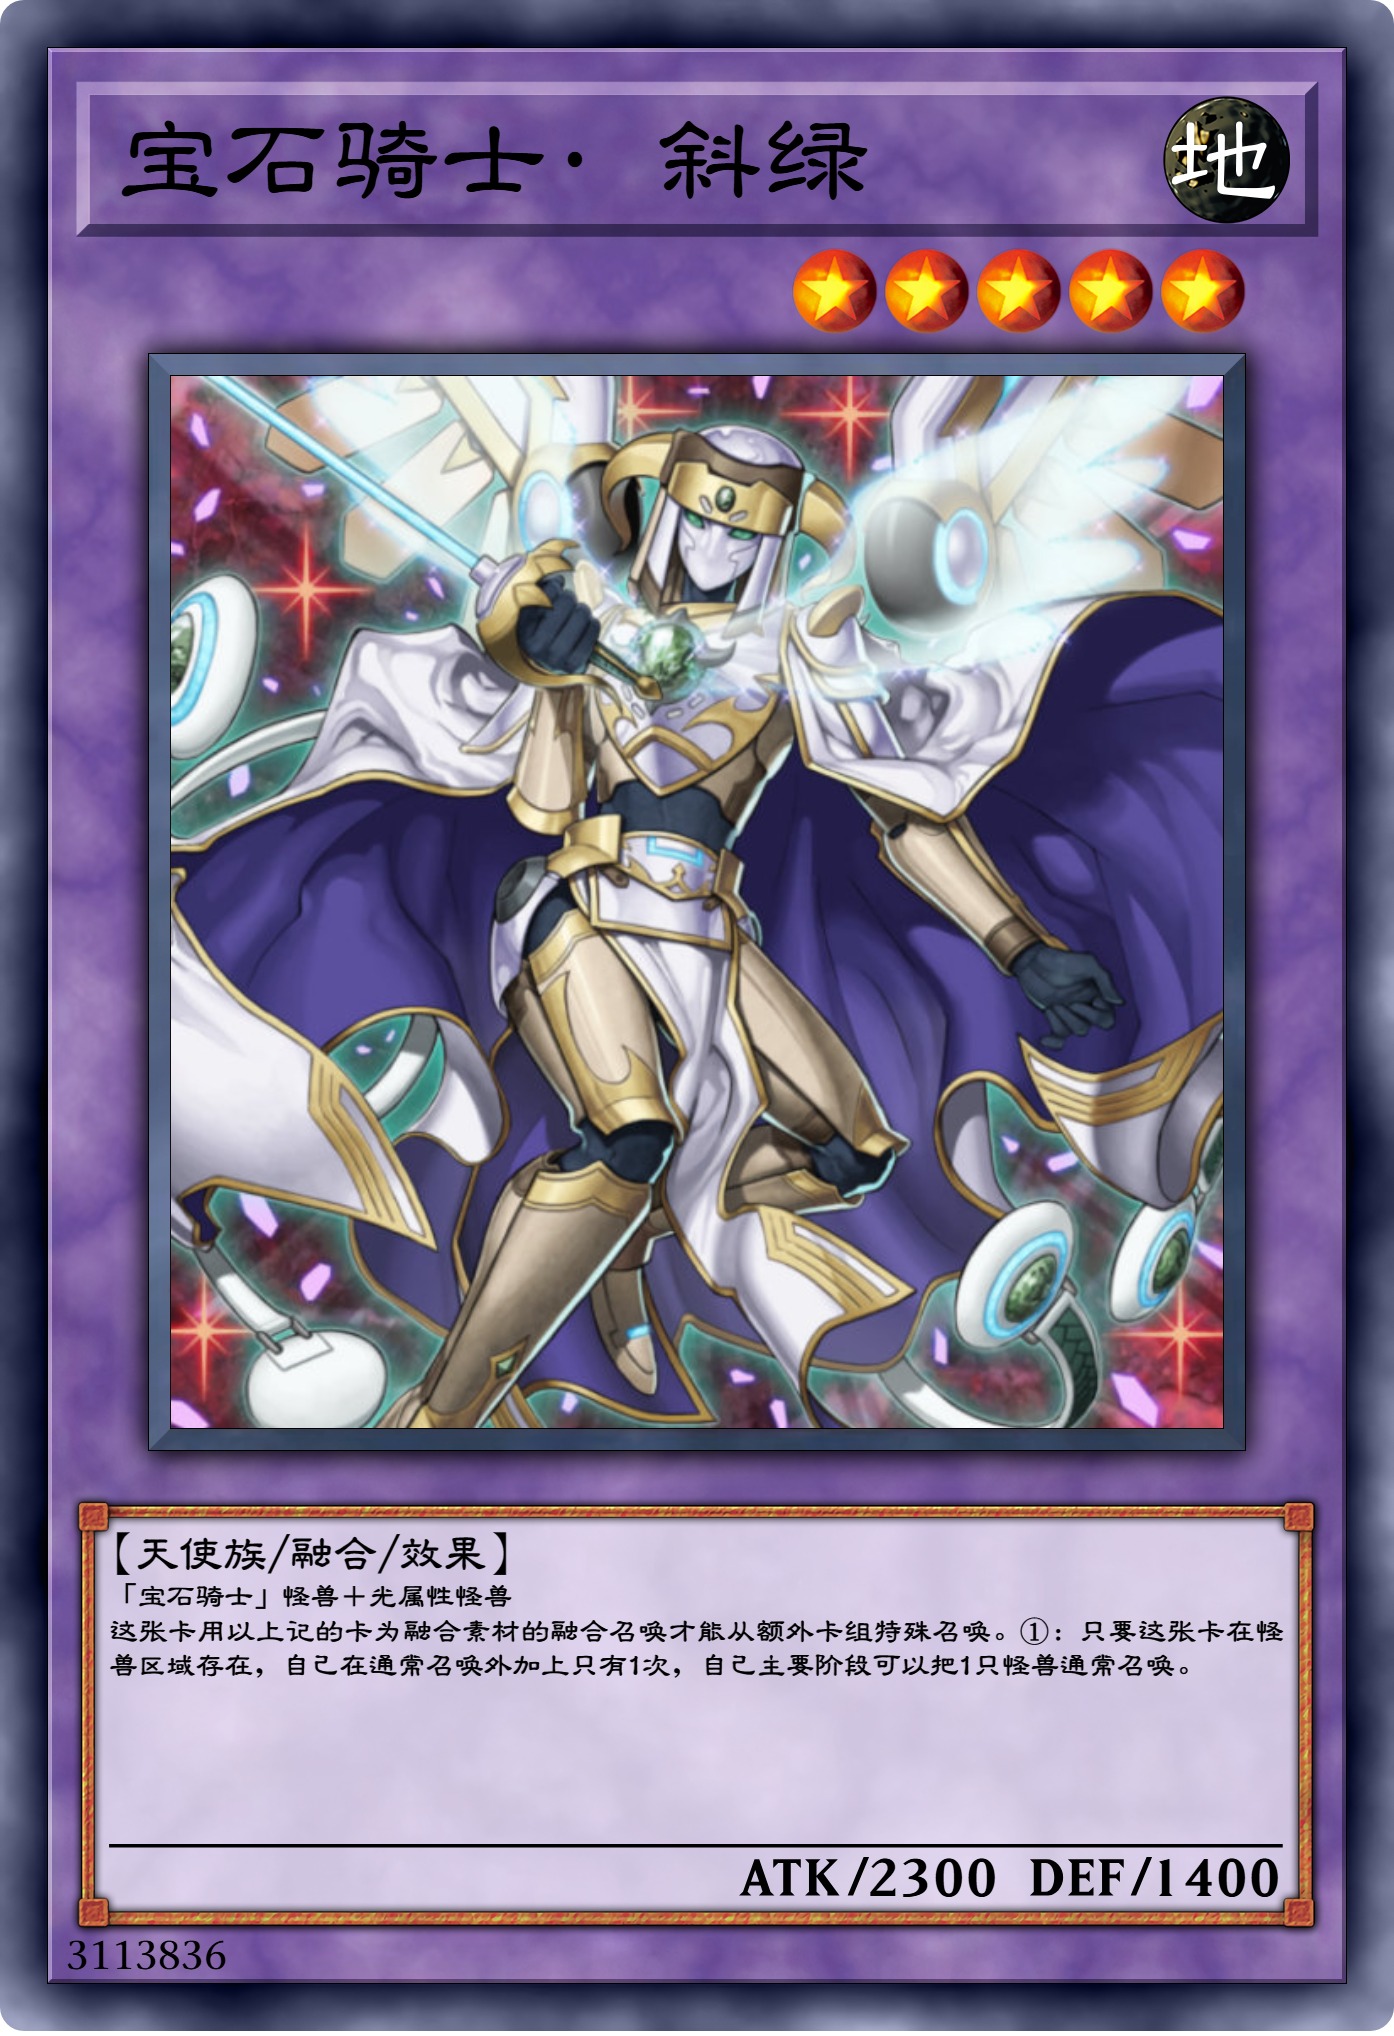 宝石骑士· 斜绿
地
【天使族/融合/效果】
「宝石骑士」怪兽＋光属性怪兽
这张卡用以上记的卡为融合素材的融合召唤才能从额外卡组特殊召唤。①：只要这张卡在怪
兽区域存在，自己在通常召唤外加上只有1次，自己主要阶段可以把1只怪兽通常召唤。
ATK/2300 DEF/1400
3113836